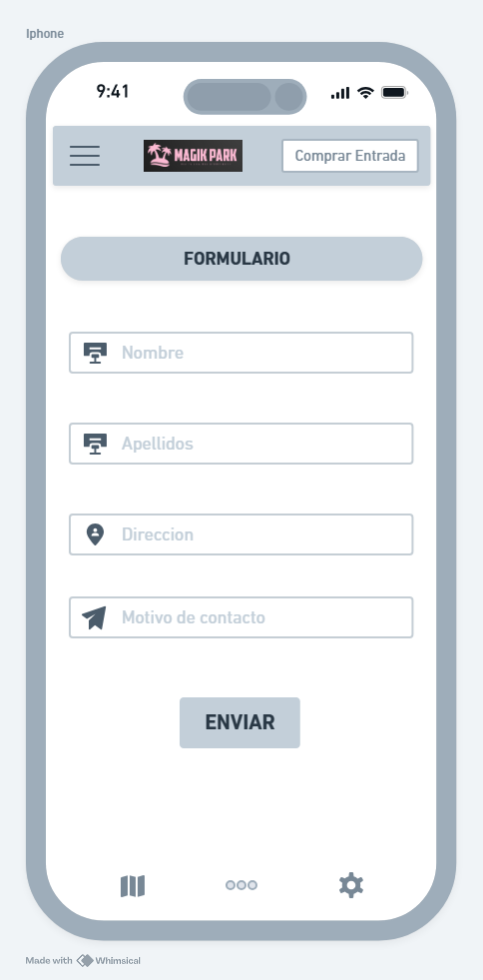 Iphone
9:41
MAGIK PARK
Comprar Entrada
FORMULARIO
Nombre
Apellidos
Direccion
Motivo de contacto
ENVIAR
Made with Whimsical